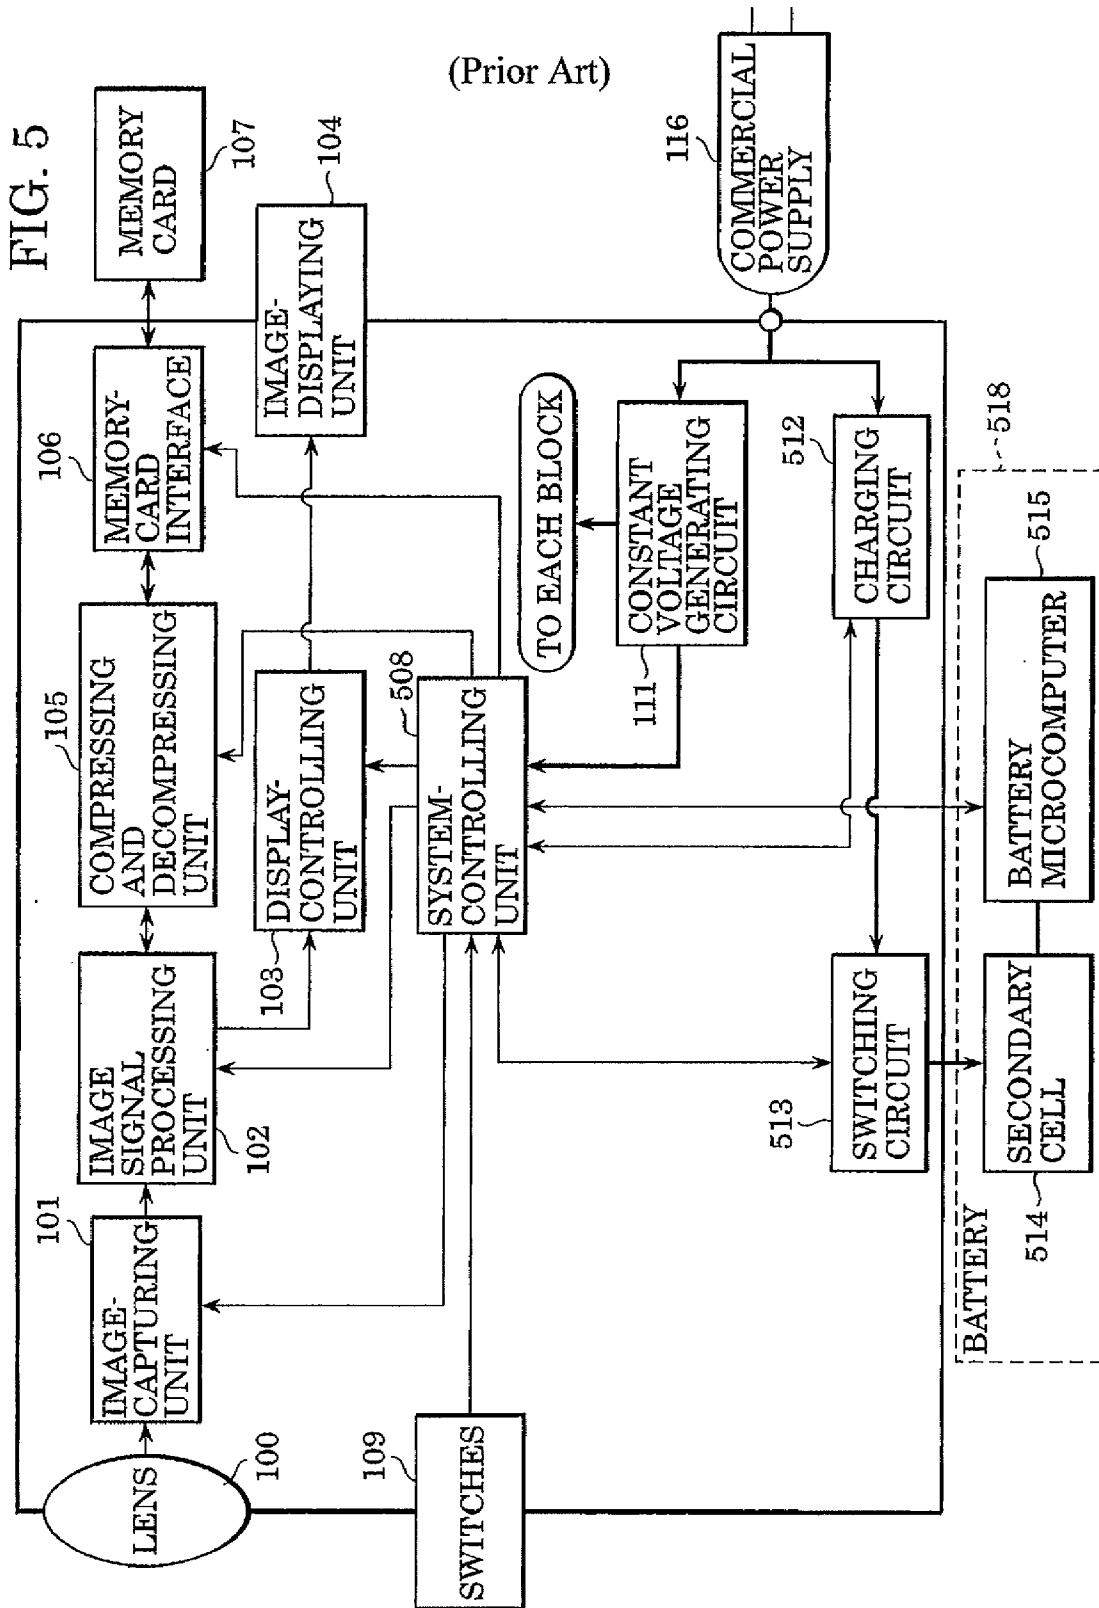 FIG. 5
(Prior Art)
LENS
100
IMAGE-
CAPTURING
UNIT
101
IMAGE
SIGNAL
PROCESSING
UNIT
102
COMPRESSING
AND
DECOMPRESSING
UNIT
105
MEMORY-
CARD
INTERFACE
106
MEMORY
CARD
107
DISPLAY-
CONTROLLING
UNIT
103
IMAGE-
DISPLAYING
UNIT
104
SWITCHES
109
SYSTEM-
CONTROLLING
UNIT
508
TO EACH BLOCK
CONSTANT
VOLTAGE
GENERATING
CIRCUIT
111
COMMERCIAL
POWER
SUPPLY
116
SWITCHING
CIRCUIT
513
CHARGING
CIRCUIT
512
BATTERY
518
SECONDARY
CELL
514
BATTERY
MICROCOMPUTER
515